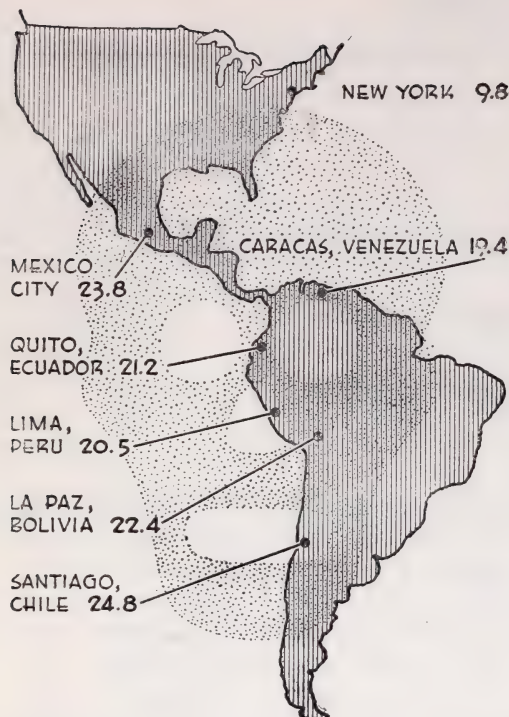 NEW YORK 9.8
CARACAS, VENEZUELA 19.4
MEXICO
CITY 23.8
QUITO,
ECUADOR 21.2
LIMA,
PERU 20.5
LA PAZ,
BOLIVIA 22.4
SANTIAGO,
CHILE 24.8